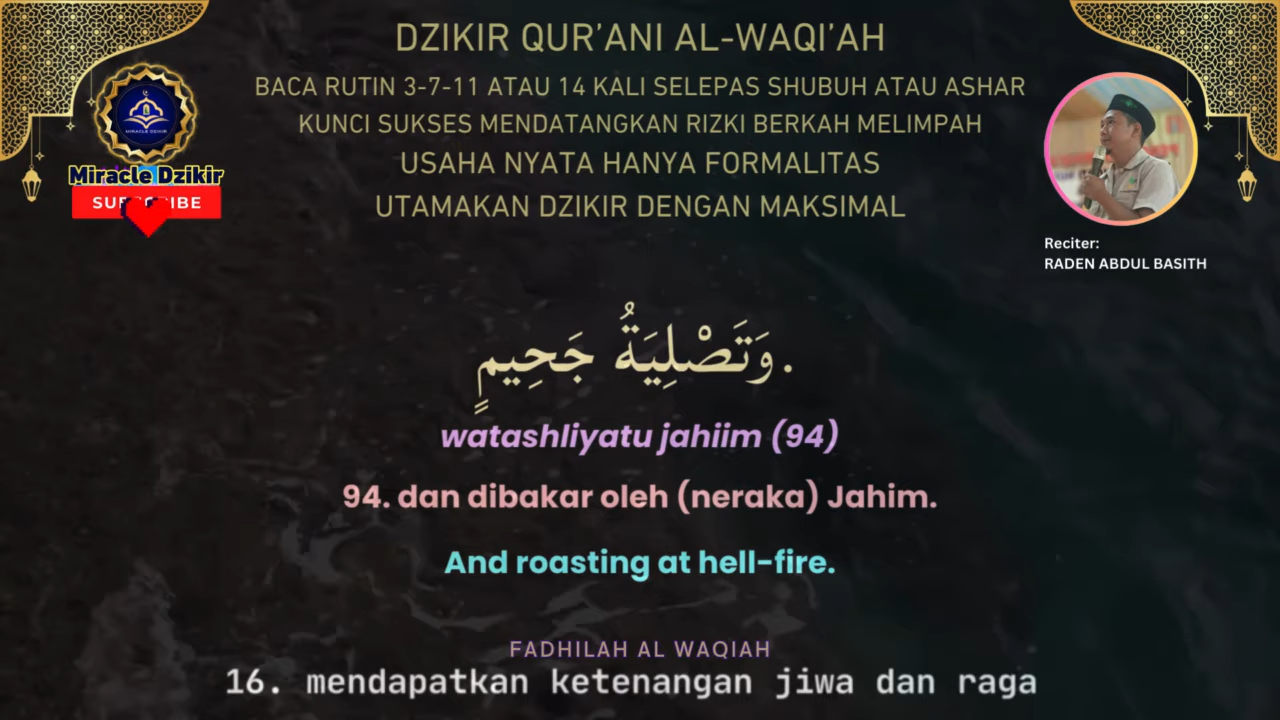 DZIKIR QUR’ANI AL-WAQI’AH
BACA RUTIN 3-7-11 ATAU 14 KALI SELEPAS SHUBUH ATAU ASHAR
KUNCI SUKSES MENDATANGKAN RIZKI BERKAH MELIMPAH
USAHA NYATA HANYA FORMALITAS
UTAMAKAN DZIKIR DENGAN MAKSIMAL
MIRACLE DZIKIR
Miracle Dzikir
Reciter:
RADEN ABDUL BASITH
وَتَصْلِيَةُ جَحِيمٍ.
watashliyatu jahiim (94)
94. dan dibakar oleh (neraka) Jahim.
And roasting at hell-fire.
FADHILAH AL WAQIAH
16. mendapatkan ketenangan jiwa dan raga